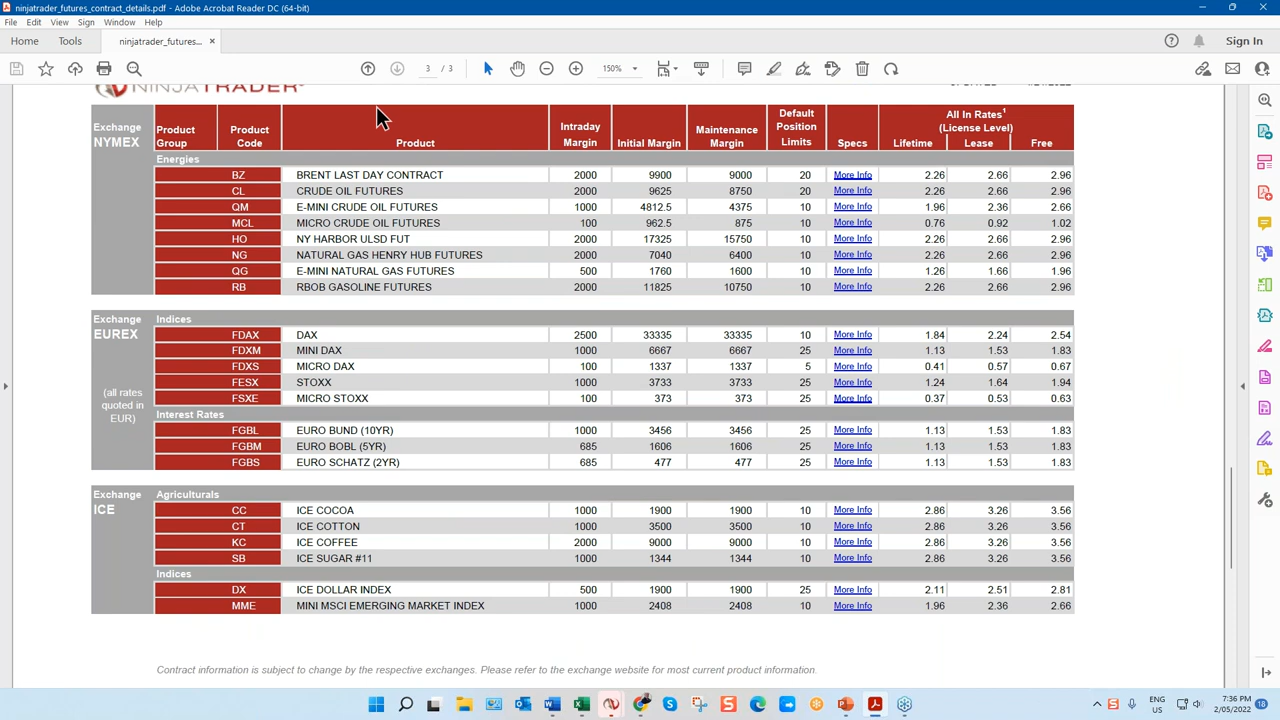 ninjatrader_futures_contract_details.pdf - Adobe Acrobat Reader DC (64-bit)
File Edit View Sign Window Help
Home Tools ninjatrader_futures... × Sign In
3 / 3 150%
NINJATRADER
Exchange NYMEX Product Group Product Code Product Intraday Margin Initial Margin Maintenance Margin Default Position Limits Specs All In Rates¹ (License Level) Lifetime Lease Free
Energies
BZ BRENT LAST DAY CONTRACT 2000 9900 9000 20 More Info 2.26 2.66 2.96
CL CRUDE OIL FUTURES 2000 9625 8750 20 More Info 2.26 2.66 2.96
QM E-MINI CRUDE OIL FUTURES 1000 4812.5 4375 10 More Info 1.96 2.36 2.66
MCL MICRO CRUDE OIL FUTURES 100 962.5 875 10 More Info 0.76 0.92 1.02
HO NY HARBOR ULSD FUT 2000 17325 15750 10 More Info 2.26 2.66 2.96
NG NATURAL GAS HENRY HUB FUTURES 2000 7040 6400 10 More Info 2.26 2.66 2.96
QG E-MINI NATURAL GAS FUTURES 500 1760 1600 10 More Info 1.26 1.66 1.96
RB RBOB GASOLINE FUTURES 2000 11825 10750 10 More Info 2.26 2.66 2.96
Exchange EUREX (all rates quoted in EUR)
Indices
FDAX DAX 2500 33335 33335 10 More Info 1.84 2.24 2.54
FDXM MINI DAX 1000 6667 6667 25 More Info 1.13 1.53 1.83
FDXS MICRO DAX 100 1337 1337 5 More Info 0.41 0.57 0.67
FESX STOXX 1000 3733 3733 25 More Info 1.24 1.64 1.94
FSXE MICRO STOXX 100 373 373 25 More Info 0.37 0.53 0.63
Interest Rates
FGBL EURO BUND (10YR) 1000 3456 3456 25 More Info 1.13 1.53 1.83
FGBM EURO BOBL (5YR) 685 1606 1606 25 More Info 1.13 1.53 1.83
FGBS EURO SCHATZ (2YR) 685 477 477 25 More Info 1.13 1.53 1.83
Exchange ICE
Agriculturals
CC ICE COCOA 1000 1900 1900 10 More Info 2.86 3.26 3.56
CT ICE COTTON 1000 3500 3500 10 More Info 2.86 3.26 3.56
KC ICE COFFEE 2000 9000 9000 10 More Info 2.86 3.26 3.56
SB ICE SUGAR #11 1000 1344 1344 10 More Info 2.86 3.26 3.56
Indices
DX ICE DOLLAR INDEX 500 1900 1900 25 More Info 2.11 2.51 2.81
MME MINI MSCI EMERGING MARKET INDEX 1000 2408 2408 10 More Info 1.96 2.36 2.66
Contract information is subject to change by the respective exchanges. Please refer to the exchange website for most current product information.
ENG US 7:36 PM 2/05/2022 18